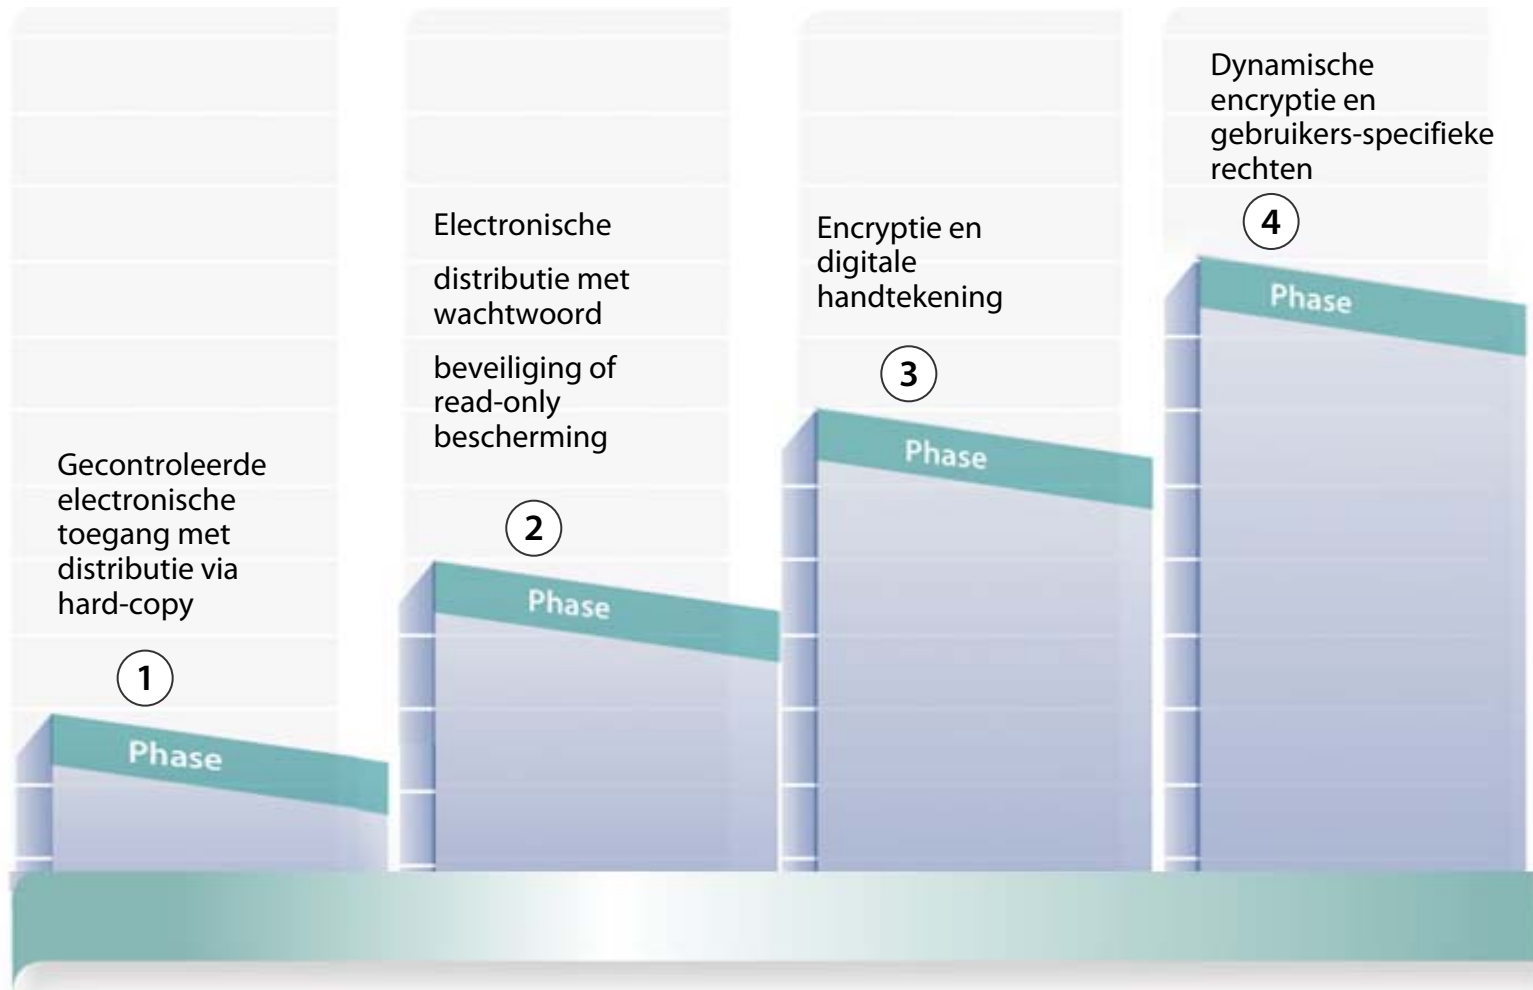 Gecontroleerde
electronische
toegang met
distributie via
hard-copy
1
Phase
Electronische
distributie met
wachtwoord
beveiliging of
read-only
bescherming
2
Phase
Encryptie en
digitale
handtekening
3
Phase
Dynamische
encryptie en
gebruikers-specifieke
rechten
4
Phase